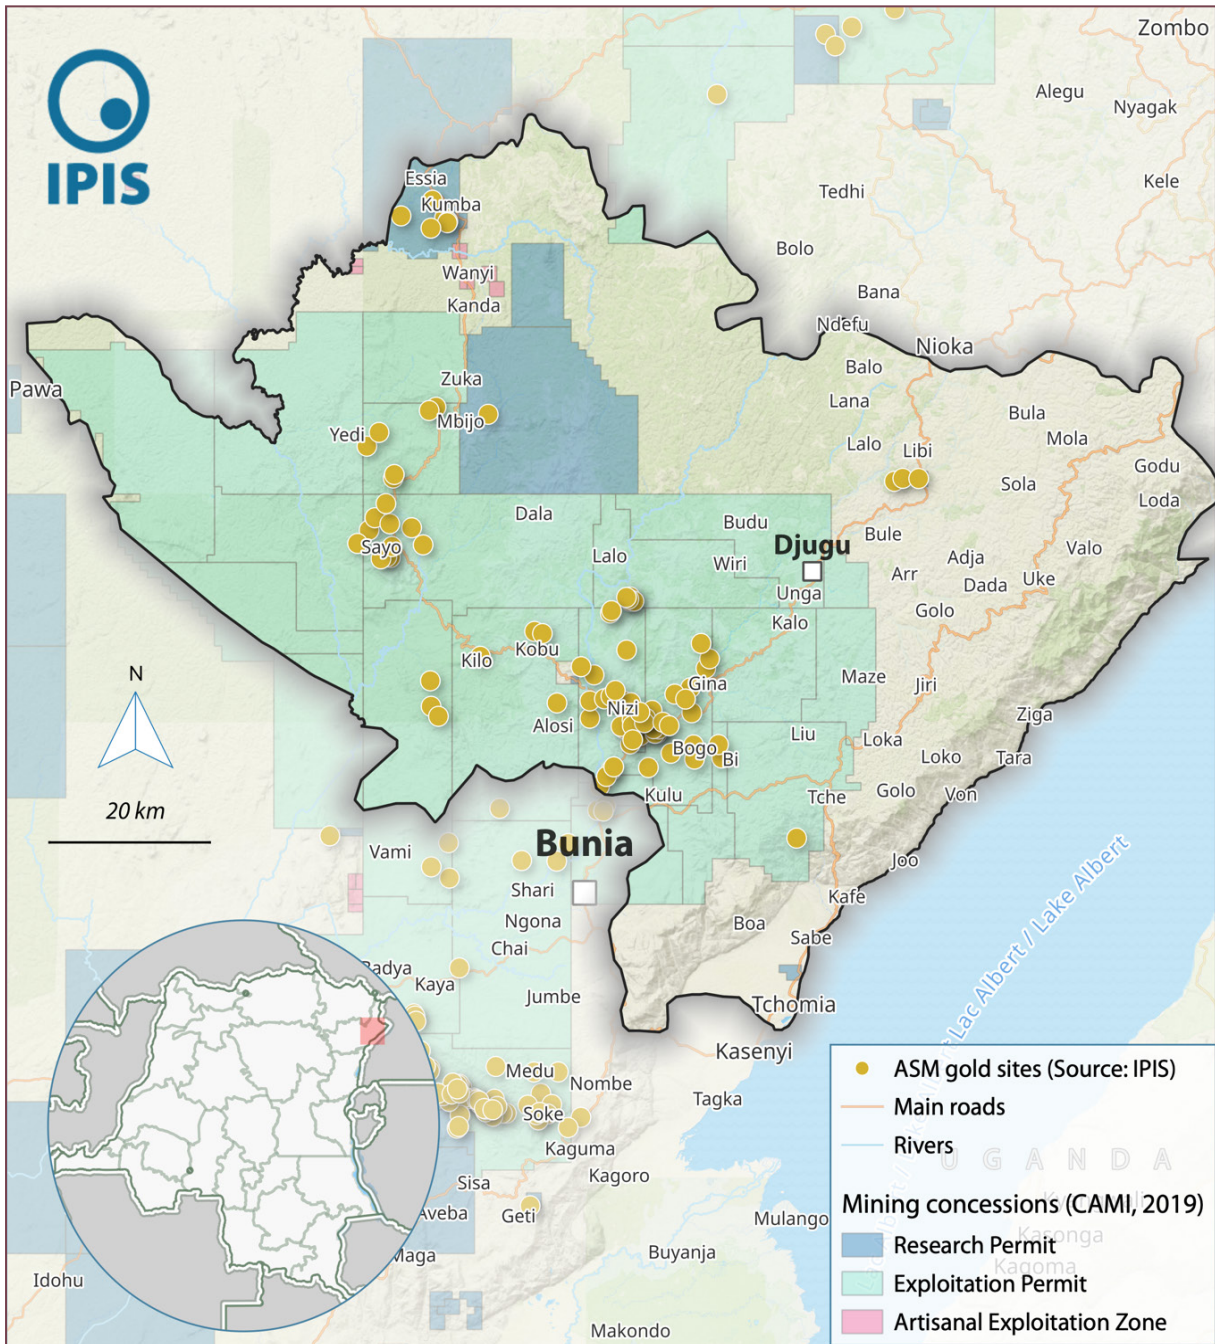 Zombo
Alegu
Nyagak
IPIS
Essia
Kumba
Tedhi
Kele
Bolo
Wanyi
Kanda
Bana
Ndefu
Nioka
Pawa
Zuka
Balo
Mbijo
Lana
Bula
Yedi
Lalo
Libi
Mola
Godu
Sola
Loda
Dala
Budu
Bule
Sayo
Lalo
Djugu
Valo
Wiri
Adja
Arr
Dada
Uke
Unga
Golo
Kalo
Kobu
Kilo
N
Gina
Maze
Jiri
Nizi
Alosi
Ziga
Liu
Loka
Bogo
Bi
Loko
Tara
20 km
Kulu
Tche
Golo
Von
Bunia
Vami
Joo
Shari
Kafe
Ngona
Boa
Chai
Sabe
Badya
Kaya
Jumbe
Tchomia
Lac Albert / Lake Albert
Kasenyi
Medu
Nombe
Tagka
Soke
Kaguma
Kagoro
Sisa
Aveba
Geti
Mulango
Maga
Buyanja
Idohu
Makondo
ASM gold sites (Source: IPIS)
Main roads
Rivers
UGANDA
Mining concessions (CAMI, 2019)
Kasonga
Research Permit
Kagoma
Exploitation Permit
Artisanal Exploitation Zone